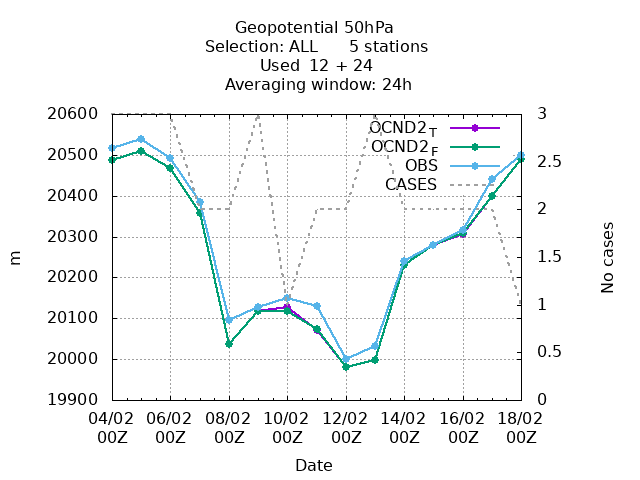 Geopotential 50hPa
Selection: ALL 5 stations
Used 12 + 24
Averaging window: 24h
20600
20500
20400
20300
20200
20100
20000
19900
m
3
2.5
2
1.5
1
0.5
0
No cases
OCND2T
OCND2F
OBS
CASES
04/02 06/02 08/02 10/02 12/02 14/02 16/02 18/02
00Z 00Z 00Z 00Z 00Z 00Z 00Z 00Z
Date